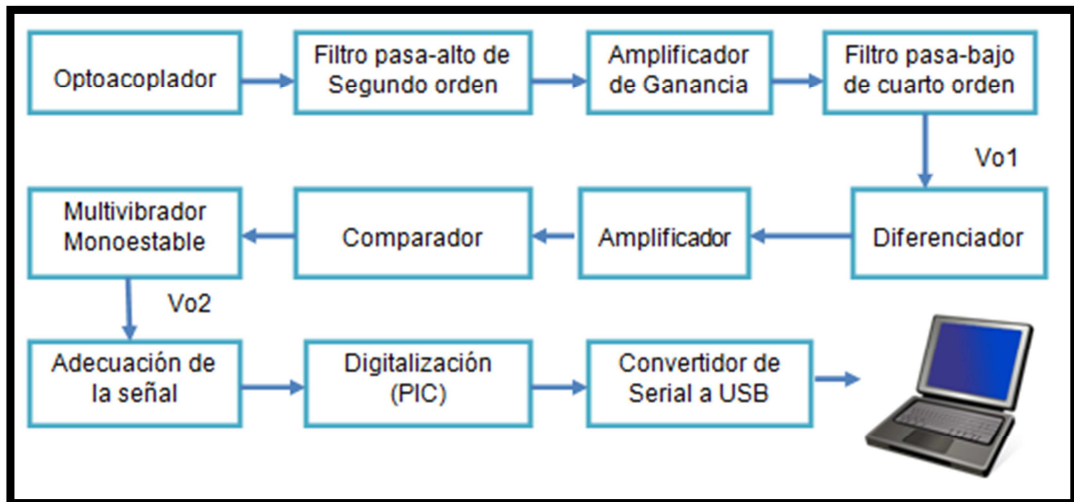 Optoacoplador
Filtro pasa-alto de
Segundo orden
Amplificador
de Ganancia
Filtro pasa-bajo
de cuarto orden
Vo1
Multivibrador
Monoestable
Comparador
Amplificador
Diferenciador
Vo2
Adecuación de
la señal
Digitalización
(PIC)
Convertidor de
Serial a USB